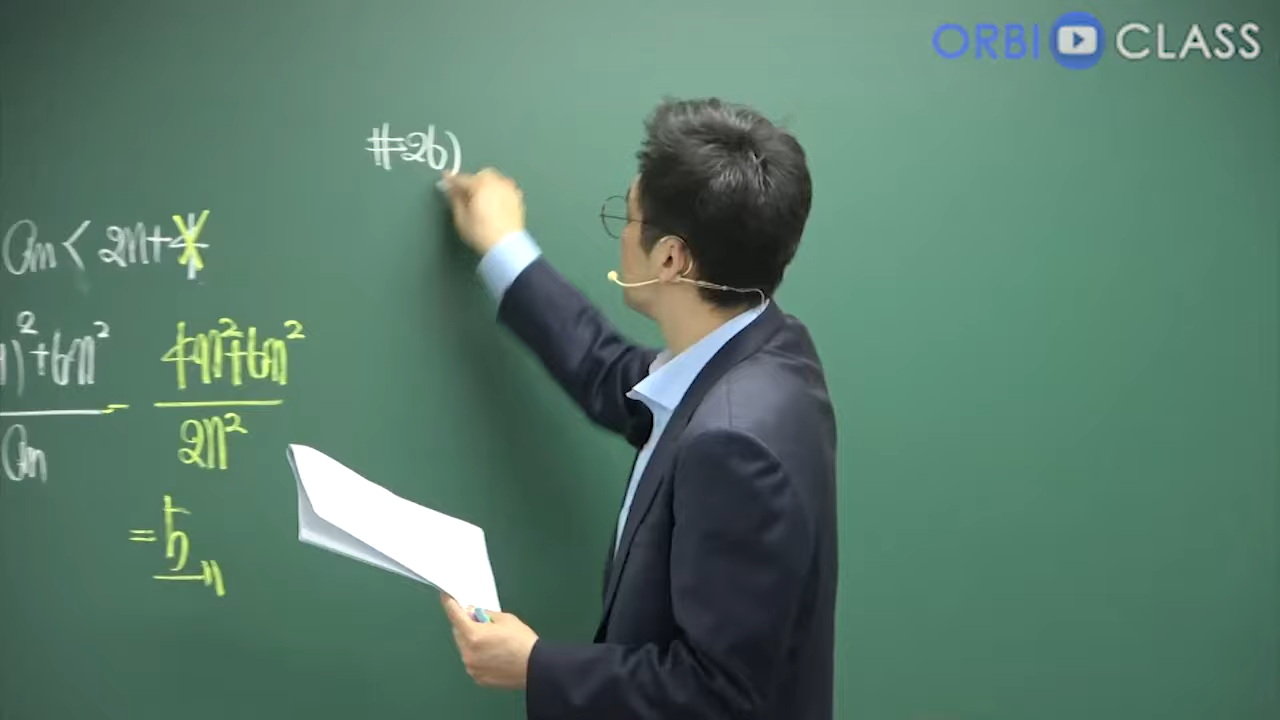 ORBI CLASS
#26)
an < 2n+4
)²+6n² = 4n²+6n²
an 2n²
= 5